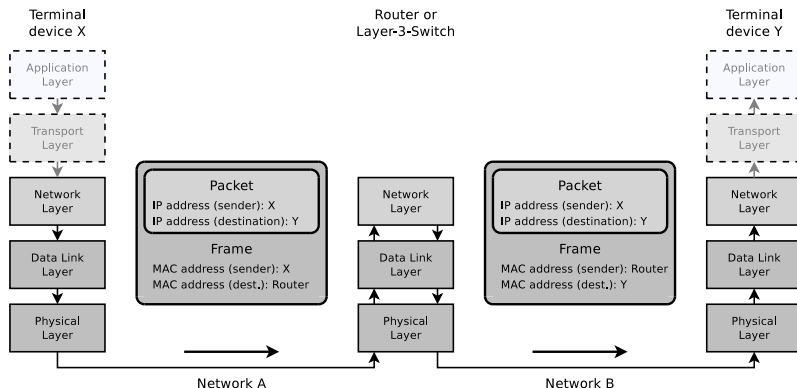 Terminal
device X
Router or
Layer-3-Switch
Terminal
device Y
Application
Layer
Application
Layer
Transport
Layer
Transport
Layer
Network
Layer
Packet
IP address (sender): X
IP address (destination): Y
Network
Layer
Packet
IP address (sender): X
IP address (destination): Y
Network
Layer
Data Link
Layer
Frame
MAC address (sender): X
MAC address (dest.): Router
Data Link
Layer
Frame
MAC address (sender): Router
MAC address (dest.): Y
Data Link
Layer
Physical
Layer
Physical
Layer
Physical
Layer
Network A
Network B